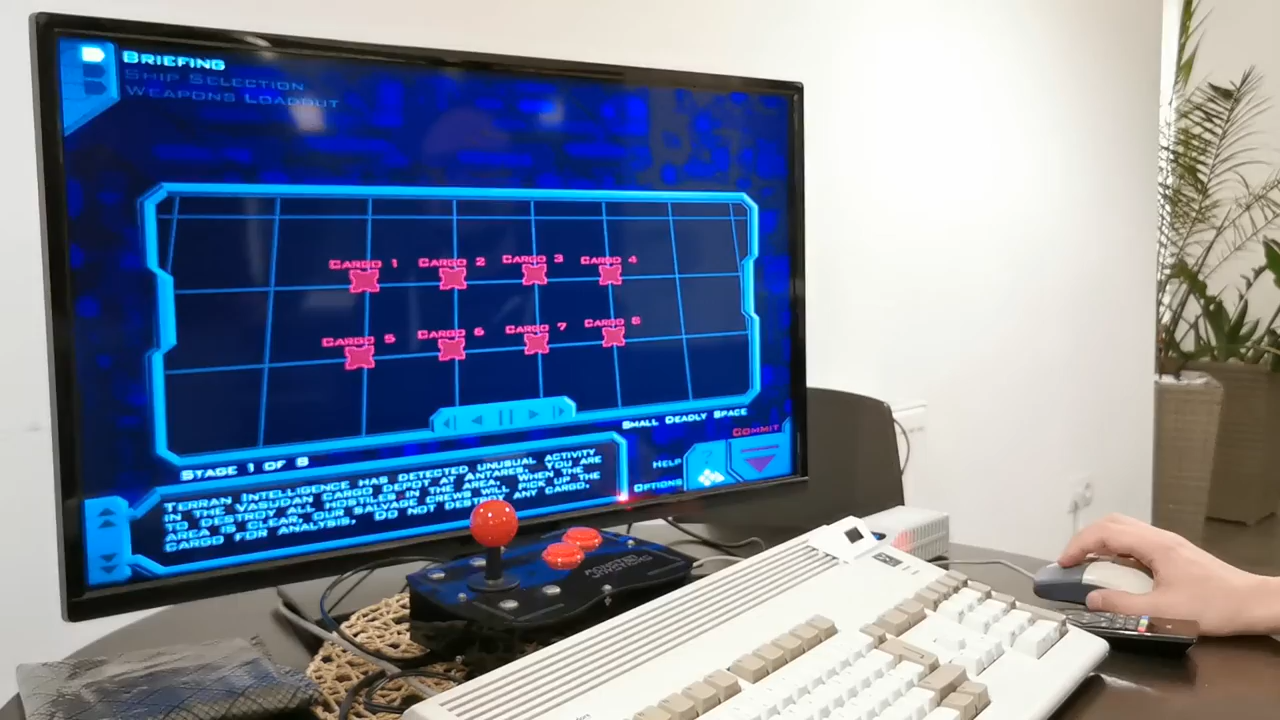 BRIEFING
SHIP SELECTION
WEAPONS LOADOUT
CARGO 1 CARGO 2 CARGO 3 CARGO 4
CARGO 5 CARGO 6 CARGO 7 CARGO 8
SMALL DEADLY SPACE
COMMIT
STAGE 1 OF 8
HELP
OPTIONS
TERRAN INTELLIGENCE HAS DETECTED UNUSUAL ACTIVITY
IN THE VASUDAN CARGO DEPOT AT ANTARES. YOU ARE
TO DESTROY ALL HOSTILES IN THE AREA. WHEN THE
AREA IS CLEAR, OUR SALVAGE CREWS WILL PICK UP THE
CARGO FOR ANALYSIS. DO NOT DESTROY ANY CARGO.